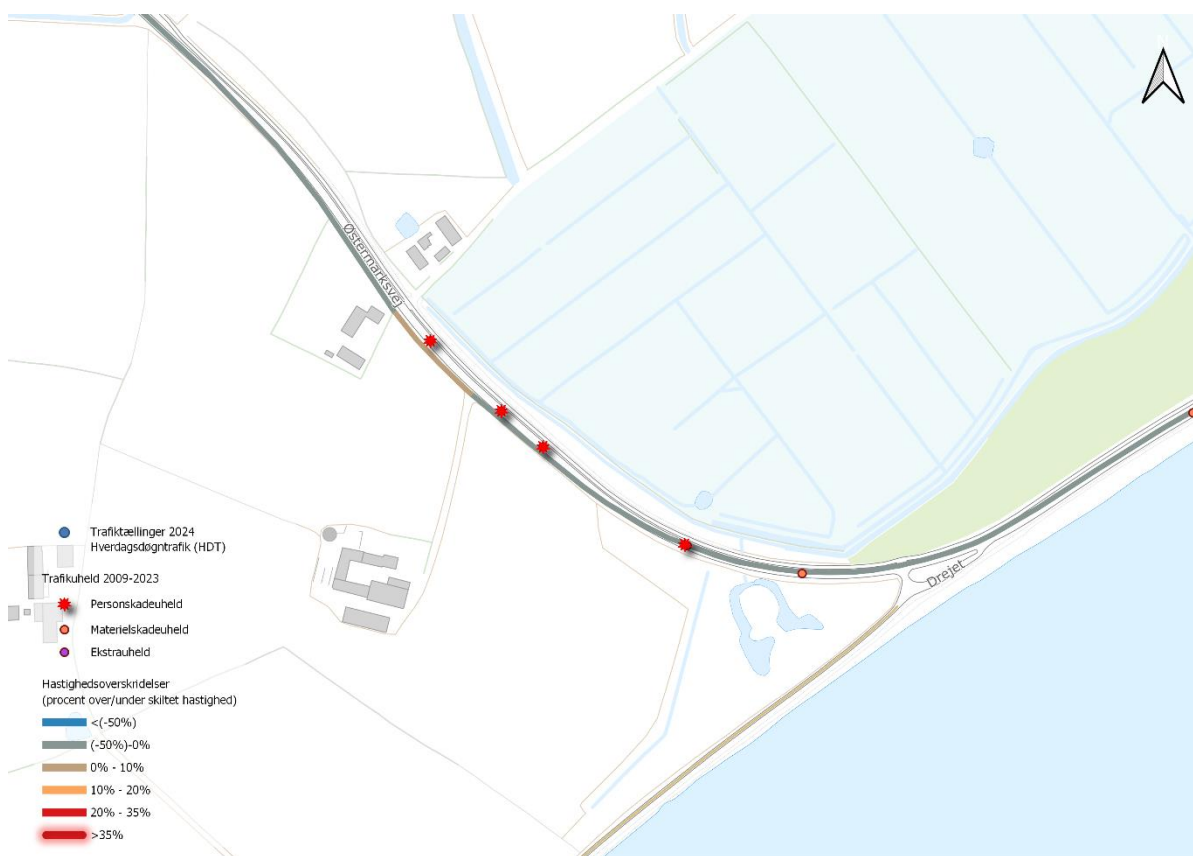 Østermarksvej
Drejet
Trafiktællinger 2024
Hverdagsdøgntrafik (HDT)
Trafikuheld 2009-2023
Personskadeuheld
Materielskadeuheld
Ekstrauheld
Hastighedsoverskridelser
(procent over/under skiltet hastighed)
<(-50%)
(-50%)-0%
0% - 10%
10% - 20%
20% - 35%
>35%